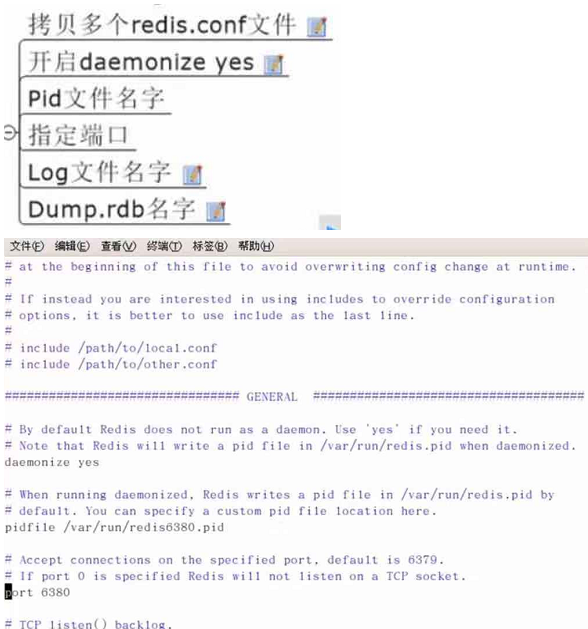 拷贝多个redis.conf文件
开启daemonize yes
Pid文件名字
指定端口
Log文件名字
Dump.rdb名字
文件(F) 编辑(E) 查看(V) 终端(T) 标签(B) 帮助(H)
# at the beginning of this file to avoid overwriting config change at runtime.
#
# If instead you are interested in using includes to override configuration
# options, it is better to use include as the last line.
#
# include /path/to/local.conf
# include /path/to/other.conf
################################ GENERAL #####################################
# By default Redis does not run as a daemon. Use 'yes' if you need it.
# Note that Redis will write a pid file in /var/run/redis.pid when daemonized.
daemonize yes
# When running daemonized, Redis writes a pid file in /var/run/redis.pid by
# default. You can specify a custom pid file location here.
pidfile /var/run/redis6380.pid
# Accept connections on the specified port, default is 6379.
# If port 0 is specified Redis will not listen on a TCP socket.
port 6380
# TCP listen() backlog.